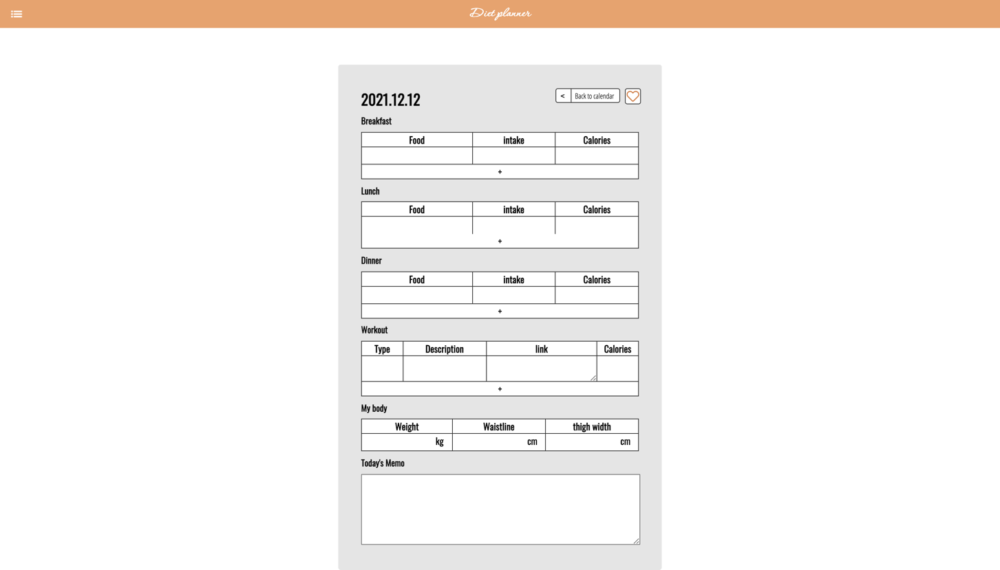 Diet planner
2021.12.12
< Back to calendar
Breakfast
Food intake Calories
+
Lunch
Food intake Calories
+
Dinner
Food intake Calories
+
Workout
Type Description link Calories
+
My body
Weight Waistline thigh width
kg cm cm
Today's Memo